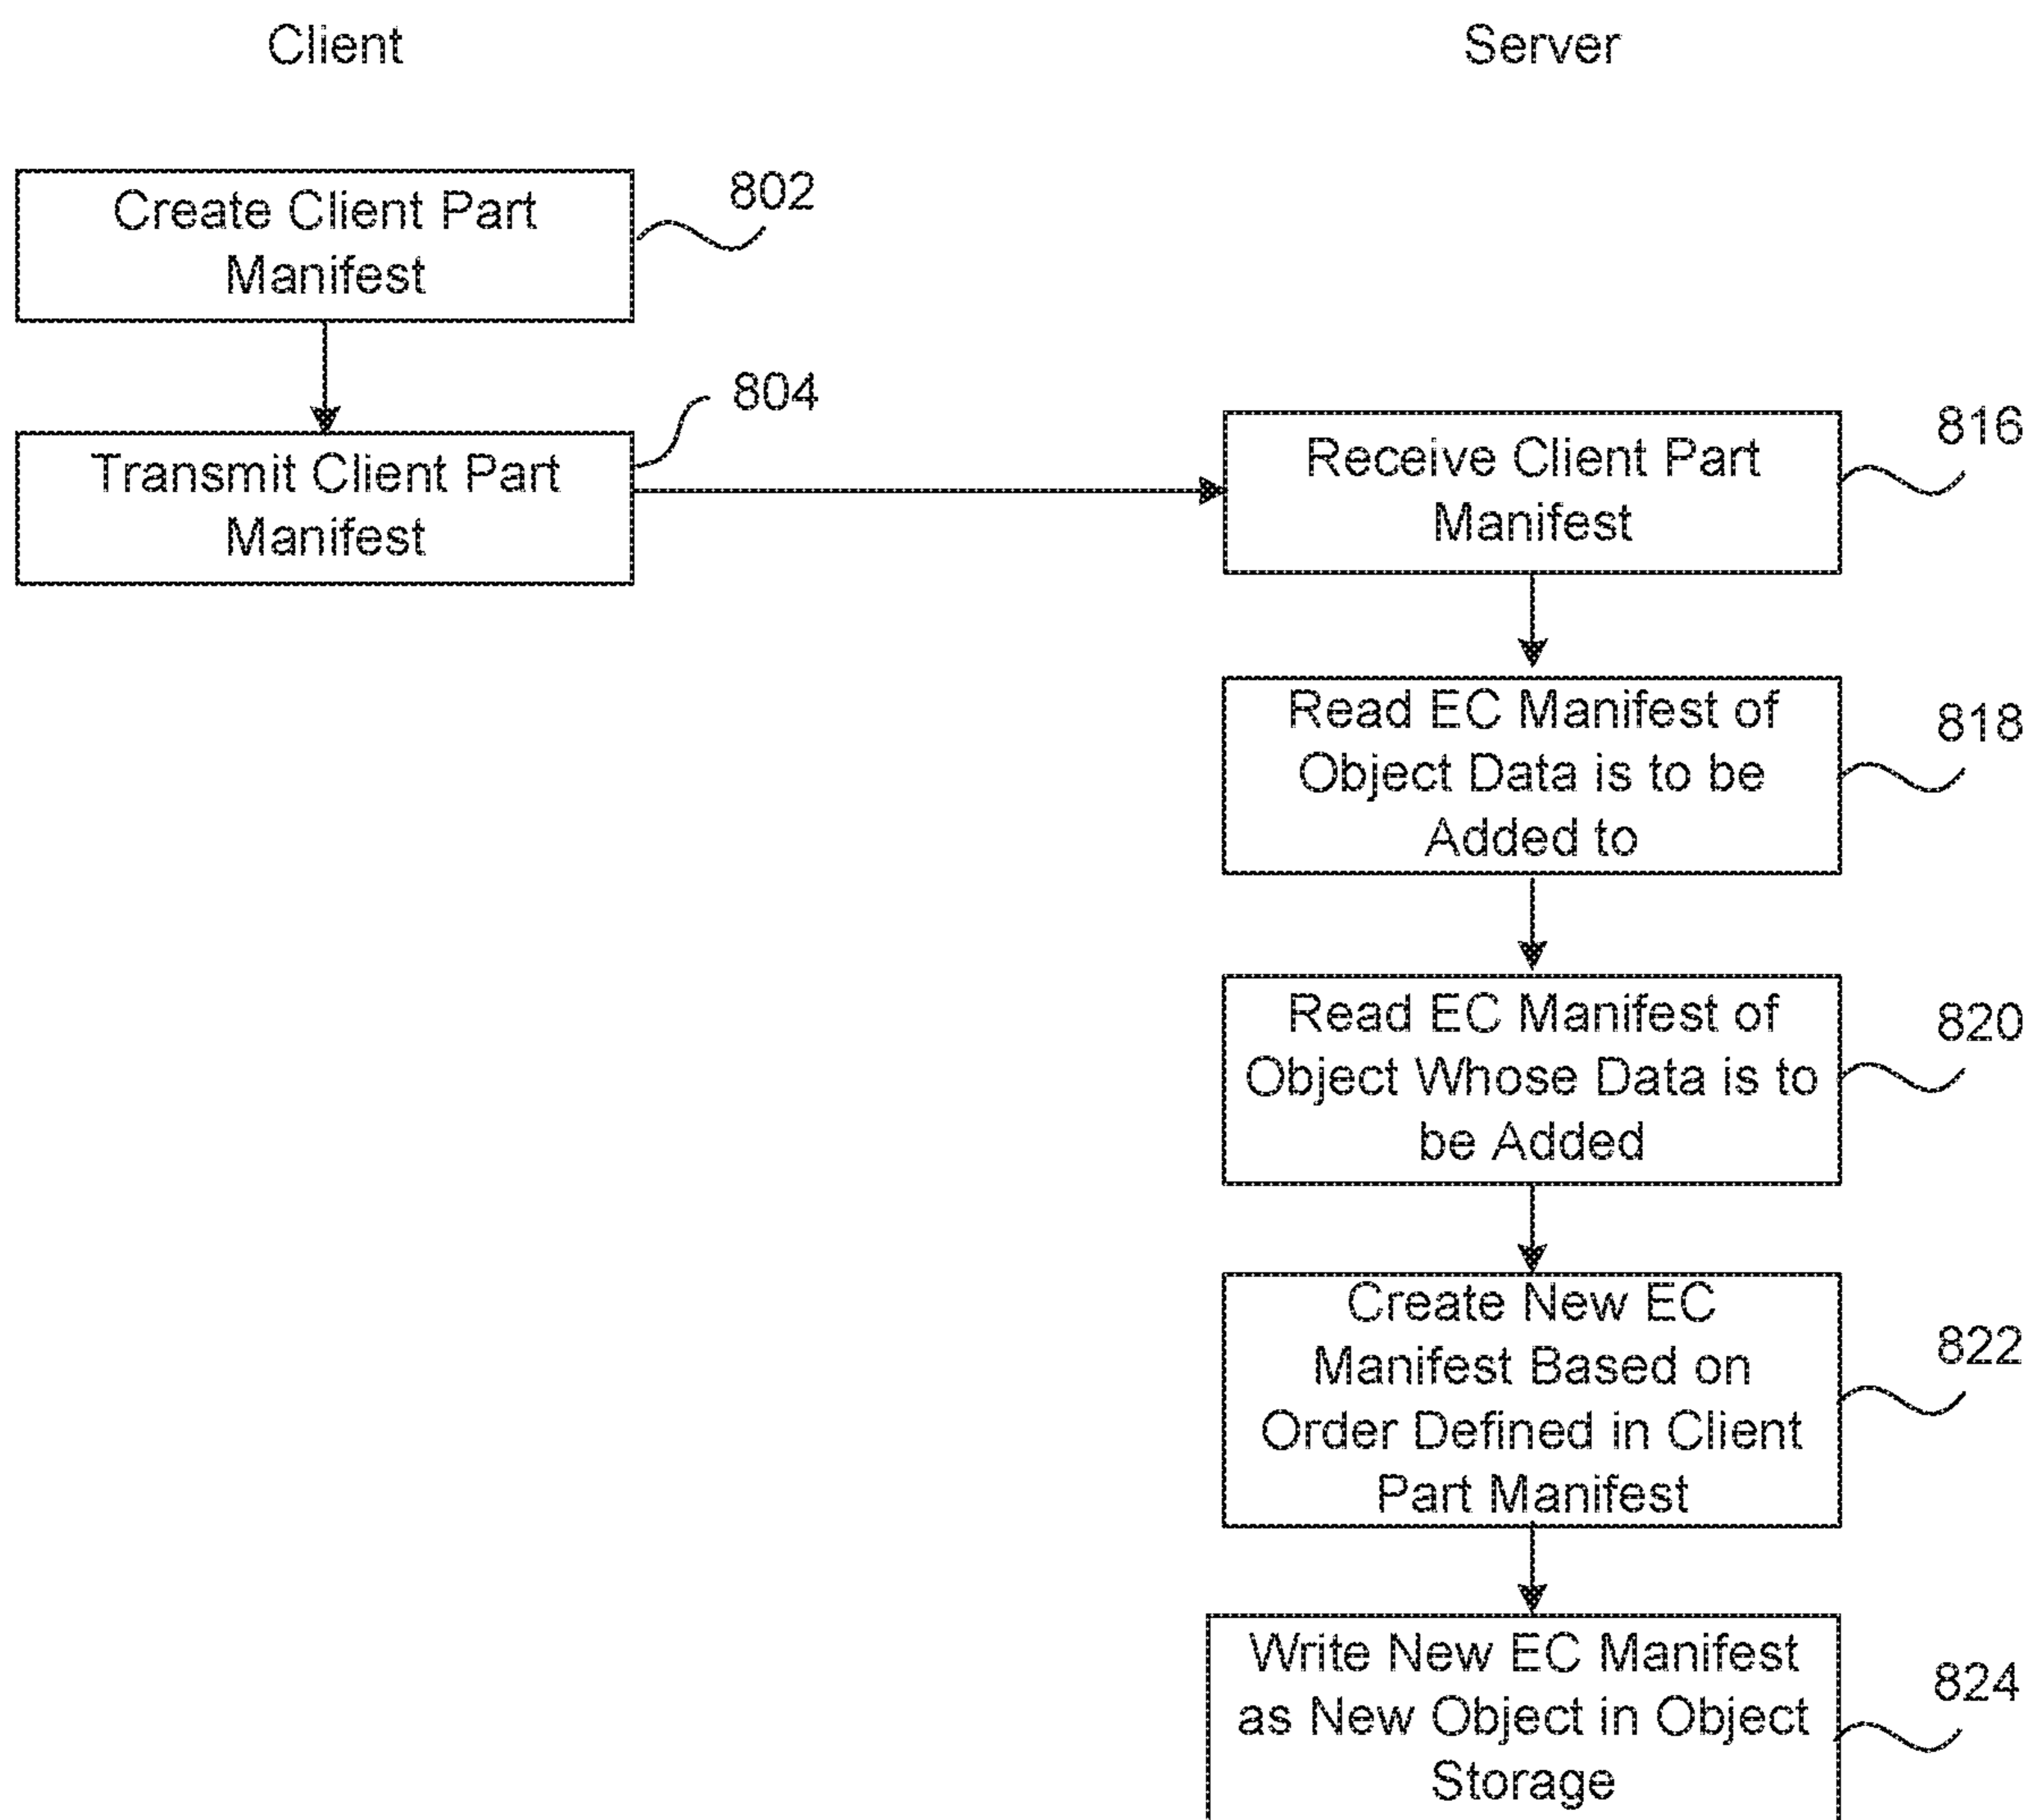 Client
Server
Create Client Part
Manifest
802
Transmit Client Part
Manifest
804
Receive Client Part
Manifest
816
Read EC Manifest of
Object Data is to be
Added to
818
Read EC Manifest of
Object Whose Data is to
be Added
820
Create New EC
Manifest Based on
Order Defined in Client
Part Manifest
822
Write New EC Manifest
as New Object in Object
Storage
824